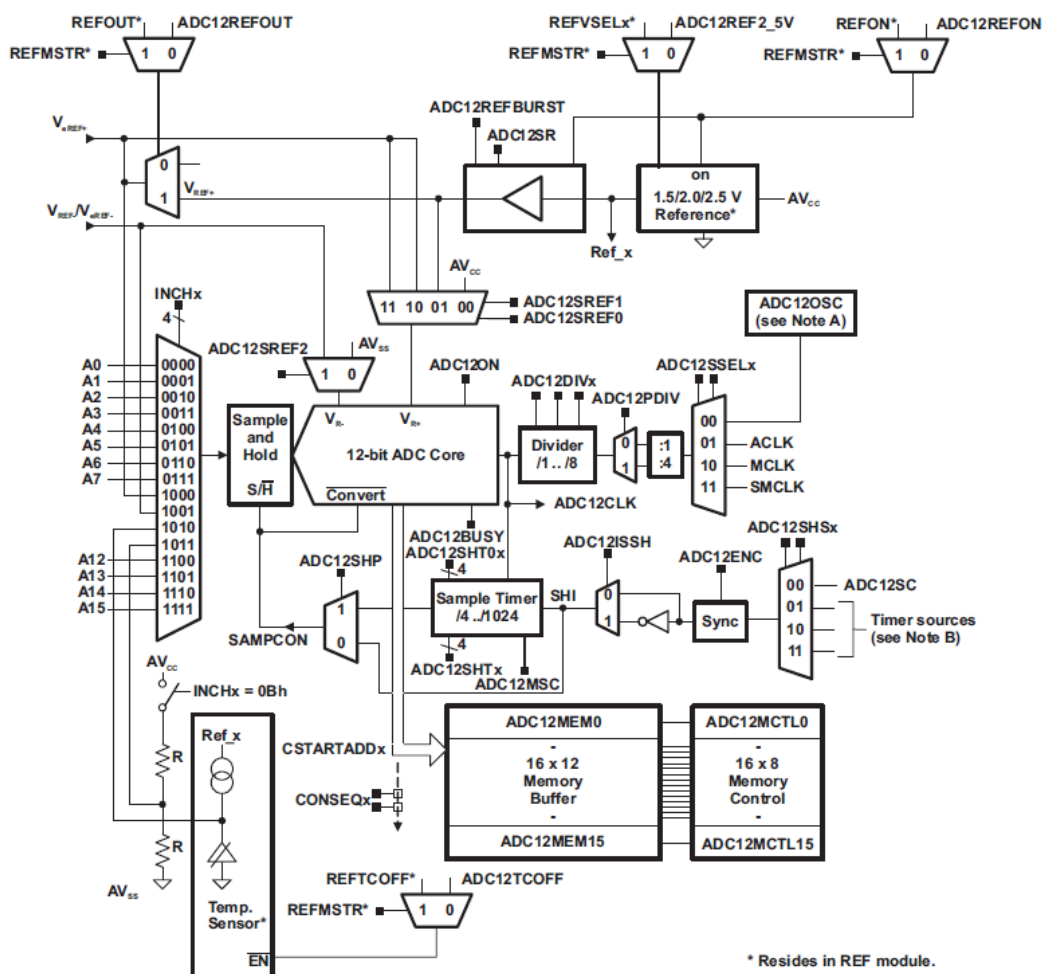 REFOUT* ADC12REFOUT
REFMSTR* 1 0
REFVSELx* ADC12REF2_5V
REFMSTR* 1 0
REFON* ADC12REFON
REFMSTR* 1 0
ADC12REFBURST
ADC12SR
VeREF+
0
1
VREF+
VREF-/VeREF-
on
1.5/2.0/2.5 V
Reference*
AVCC
Ref_x
AVCC
11 10 01 00
ADC12SREF1
ADC12SREF0
INCHx
4
ADC12SREF2
AVSS
1 0
ADC12ON
ADC12OSC
(see Note A)
ADC12SSELx
ADC12DIVx
ADC12PDIV
A0 0000
A1 0001
A2 0010
A3 0011
A4 0100
A5 0101
A6 0110
A7 0111
1000
1001
1010
1011
A12 1100
A13 1101
A14 1110
A15 1111
Sample
and
Hold
S/H
VR- VR+
12-bit ADC Core
Convert
Divider
/1 .. /8
0
1
:1
:4
00
01 ACLK
10 MCLK
11 SMCLK
ADC12CLK
ADC12BUSY
ADC12SHT0x
4
ADC12SHP
1
0
SAMPCON
Sample Timer
/4 ../1024
4
ADC12SHTx
ADC12MSC
SHI
ADC12ISSH
0
1
ADC12ENC
Sync
ADC12SHSx
00 ADC12SC
01
10
11
Timer sources
(see Note B)
AVCC
INCHx = 0Bh
R
R
AVSS
Ref_x
Temp.
Sensor*
EN
CSTARTADDx
CONSEQx
ADC12MEM0
-
16 x 12
Memory
Buffer
-
ADC12MEM15
ADC12MCTL0
-
16 x 8
Memory
Control
-
ADC12MCTL15
REFTCOFF* ADC12TCOFF
REFMSTR* 1 0
* Resides in REF module.